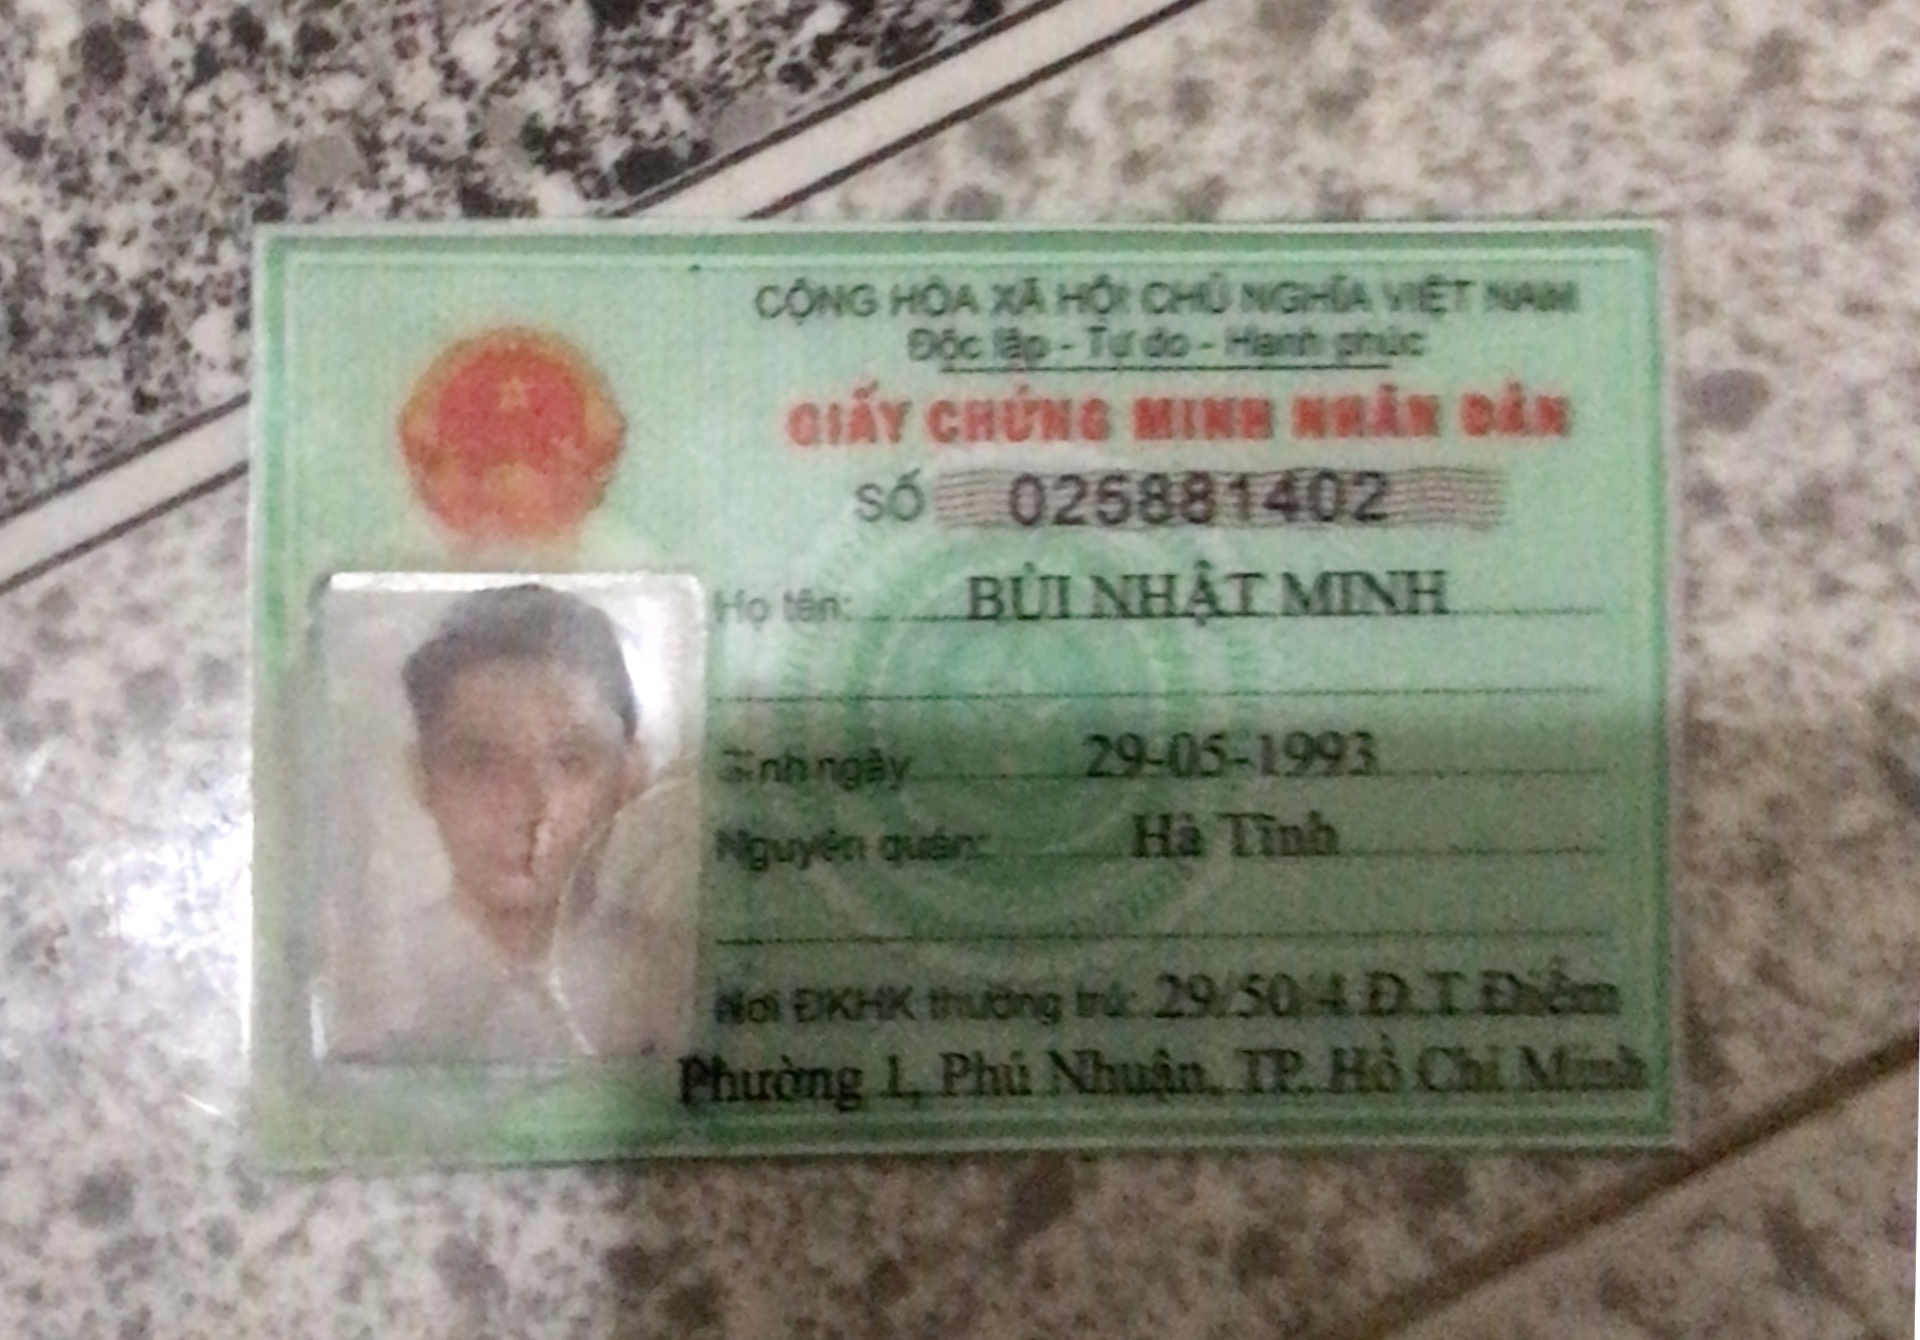 CỘNG HÒA XÃ HỘI CHỦ NGHĨA VIỆT NAM
Độc lập - Tự do - Hạnh phúc
GIẤY CHỨNG MINH NHÂN DÂN
SỐ 025881402
Họ tên: BÙI NHẬT MINH
Sinh ngày 29-05-1993
Nguyên quán: Hà Tĩnh
Nơi ĐKHK thường trú: 29/50/4 Đ.T.Điểm
Phường 1, Phú Nhuận, TP. Hồ Chí Minh